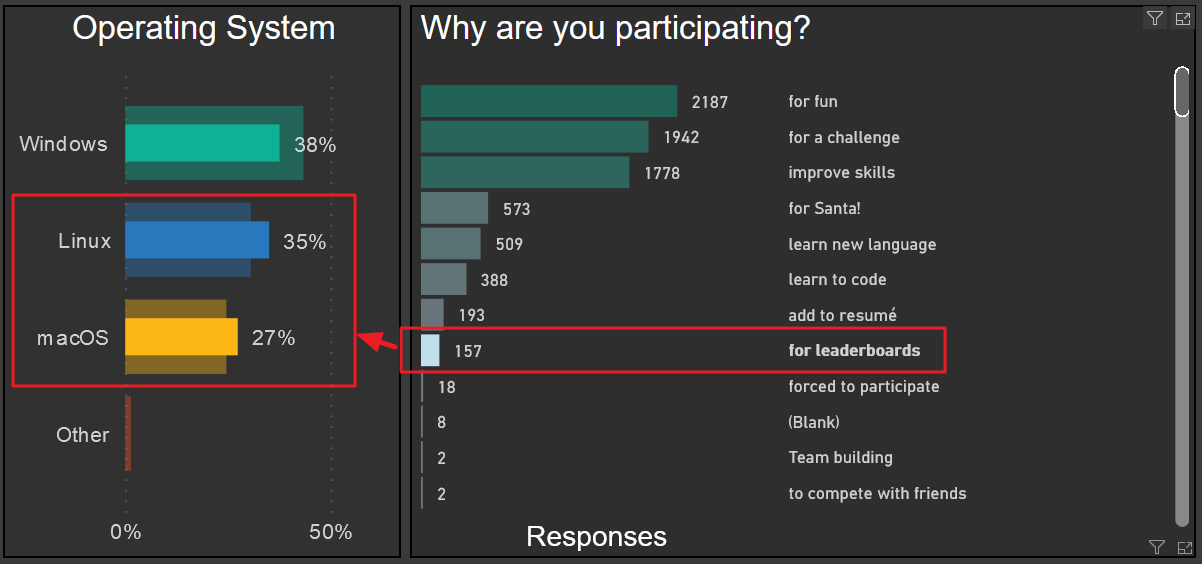 Operating System
Windows 38%
Linux 35%
macOS 27%
Other
0% 50%
Why are you participating?
2187 for fun
1942 for a challenge
1778 improve skills
573 for Santa!
509 learn new language
388 learn to code
193 add to resumé
157 for leaderboards
18 forced to participate
8 (Blank)
2 Team building
2 to compete with friends
Responses